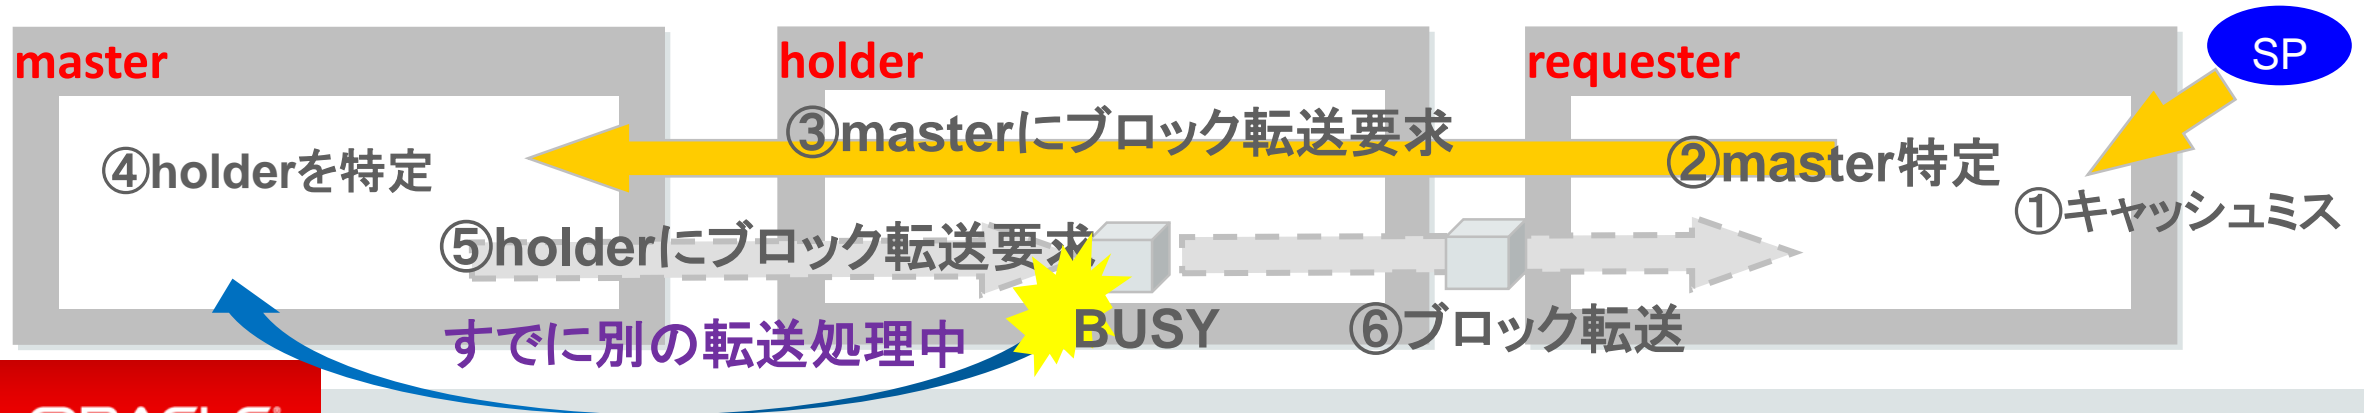 master
holder
requester
SP
③masterにブロック転送要求
②master特定
④holderを特定
①キャッシュミス
⑤holderにブロック転送要求
BUSY
⑥ブロック転送
すでに別の転送処理中